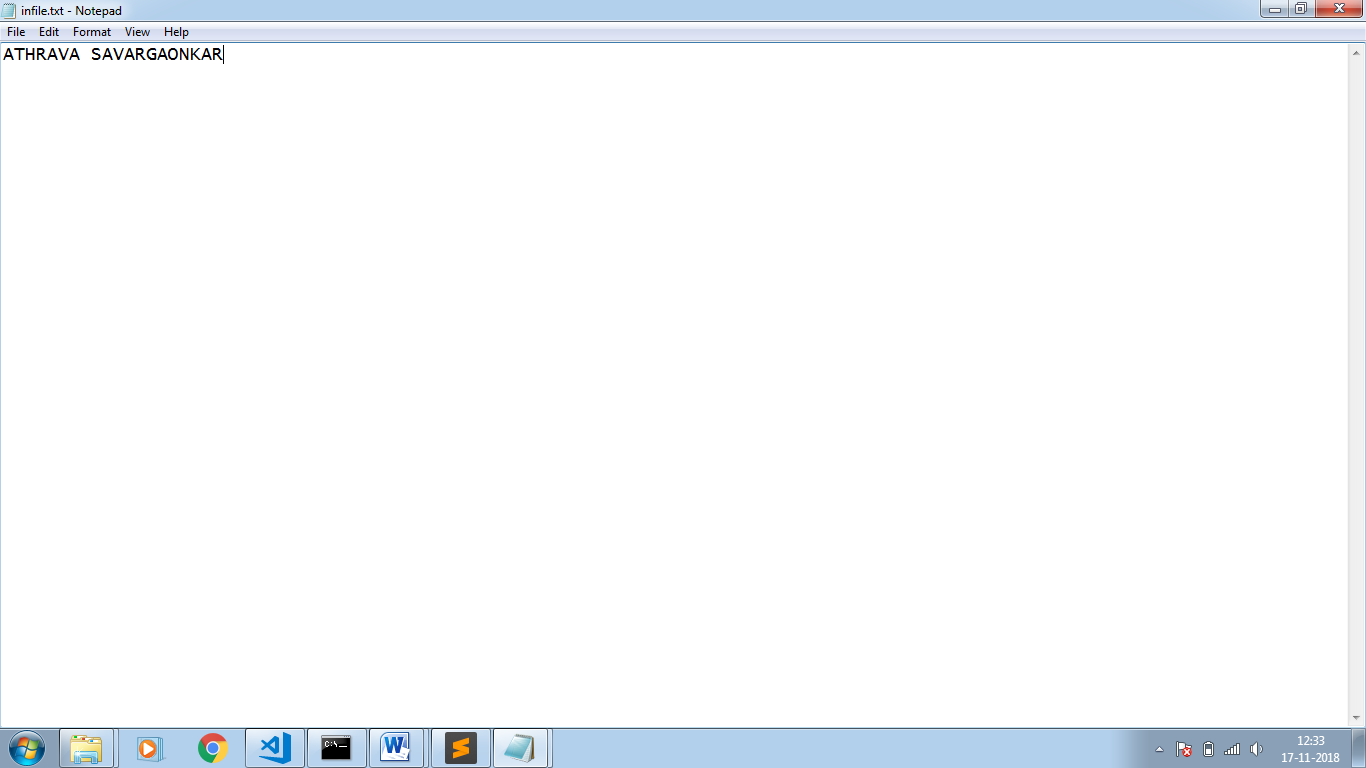 infile.txt - Notepad
File Edit Format View Help
ATHRAVA SAVARGAONKAR
C:\
12:33
17-11-2018